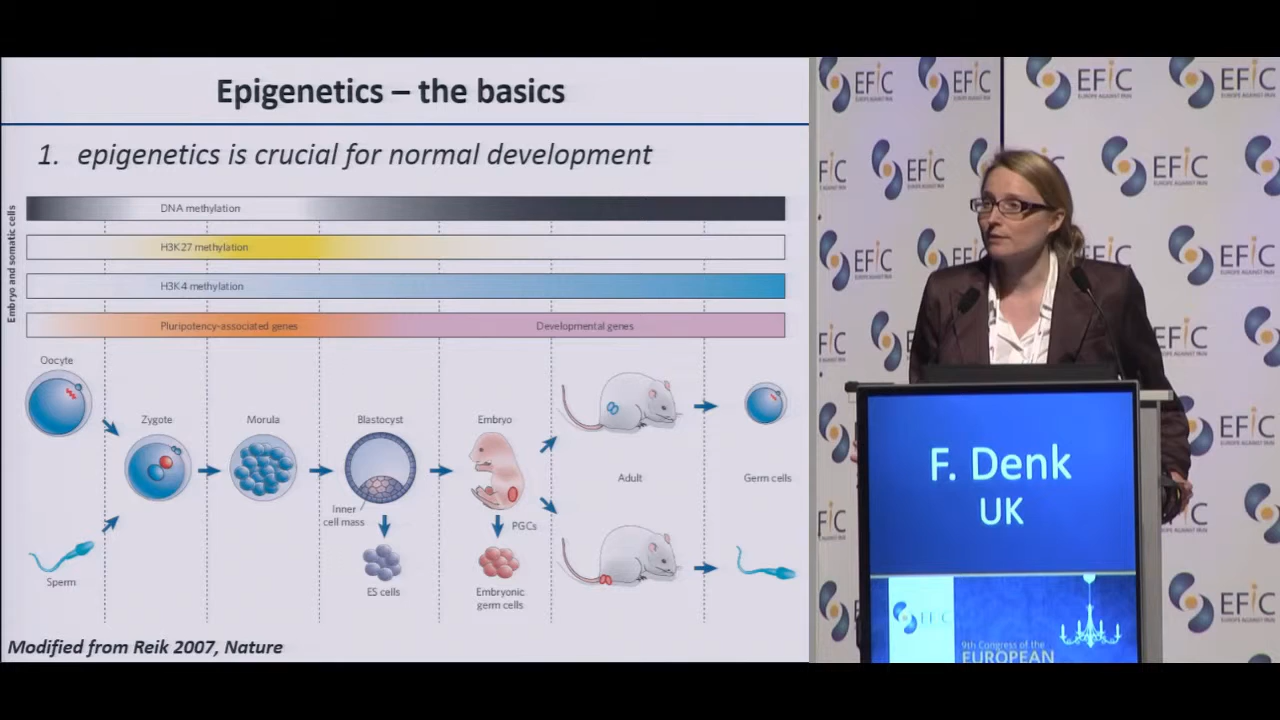 Epigenetics – the basics
1. epigenetics is crucial for normal development
Embryo and somatic cells
DNA methylation
H3K27 methylation
H3K4 methylation
Pluripotency-associated genes
Developmental genes
Oocyte
Zygote
Morula
Blastocyst
Embryo
Inner
cell mass
Adult
Germ cells
PGCs
Sperm
ES cells
Embryonic
germ cells
Modified from Reik 2007, Nature
EFIC
EUROPE AGAINST PAIN
F. Denk
UK
EFIC
9th Congress of the
EUROPEAN